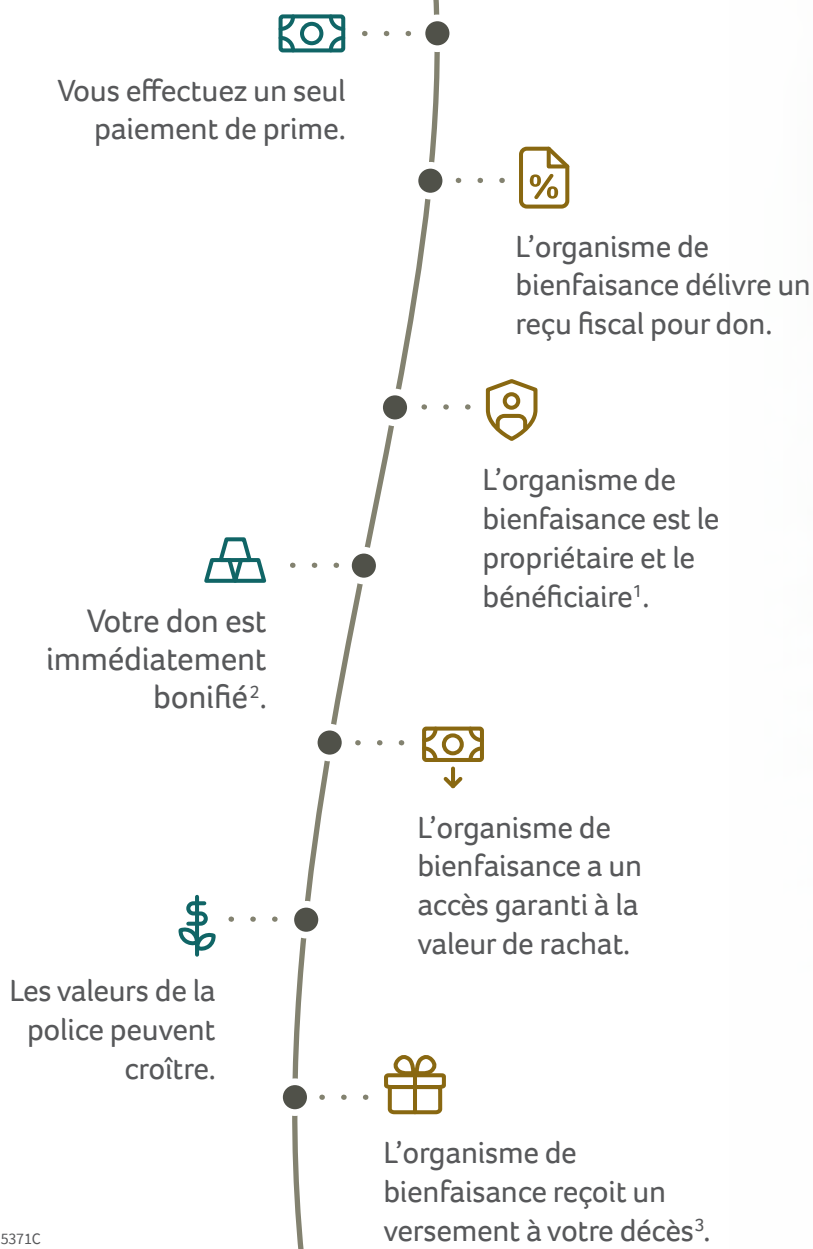 Vous effectuez un seul
paiement de prime.
%
L’organisme de
bienfaisance délivre un
reçu fiscal pour don.
L’organisme de
bienfaisance est le
propriétaire et le
bénéficiaire¹.
Votre don est
immédiatement
bonifié².
L’organisme de
bienfaisance a un
accès garanti à la
valeur de rachat.
$
Les valeurs de la
police peuvent
croître.
L’organisme de
bienfaisance reçoit un
versement à votre décès³.
5371C